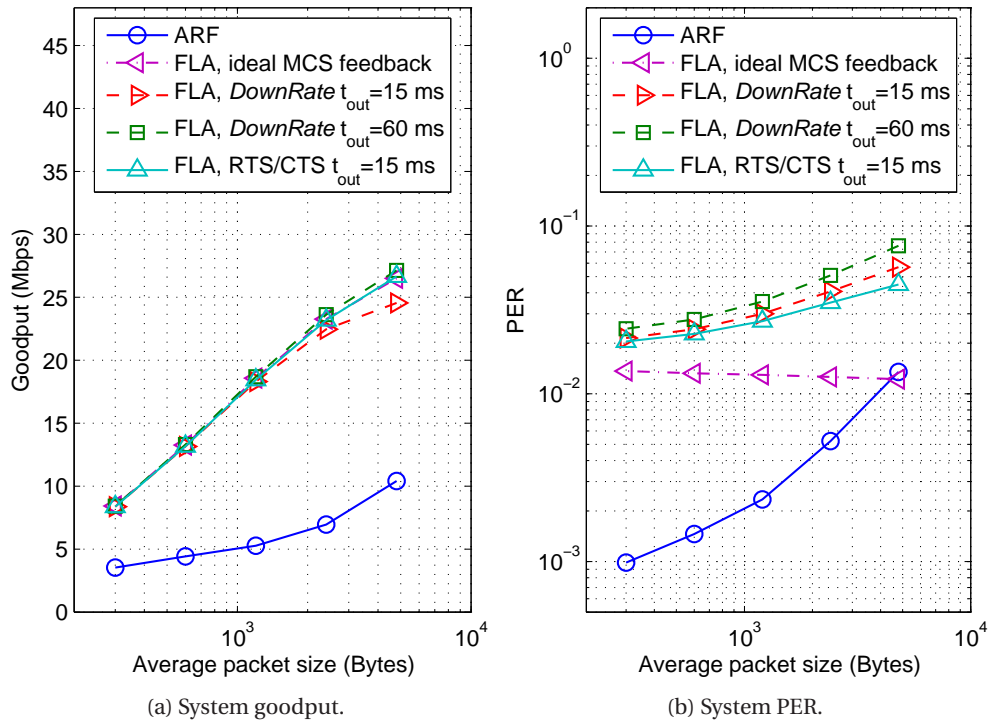 ARF
FLA, ideal MCS feedback
FLA, DownRate t_out=15 ms
FLA, DownRate t_out=60 ms
FLA, RTS/CTS t_out=15 ms
45
40
35
30
25
20
15
10
5
0
Goodput (Mbps)
10^3
10^4
Average packet size (Bytes)
(a) System goodput.
ARF
FLA, ideal MCS feedback
FLA, DownRate t_out=15 ms
FLA, DownRate t_out=60 ms
FLA, RTS/CTS t_out=15 ms
10^0
10^-1
10^-2
10^-3
PER
10^3
10^4
Average packet size (Bytes)
(b) System PER.